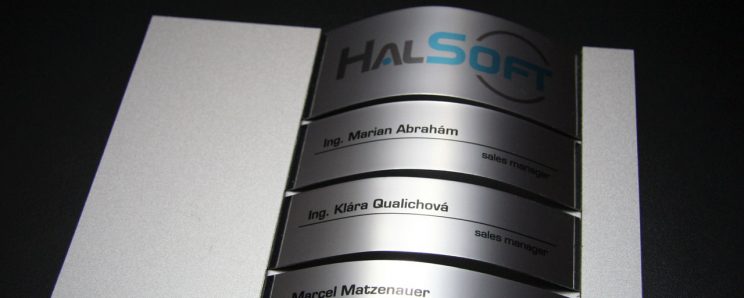 HALSOFT
Ing. Marian Abrahám
sales manager
Ing. Klára Qualichová
sales manager
Marcel Matzenauer